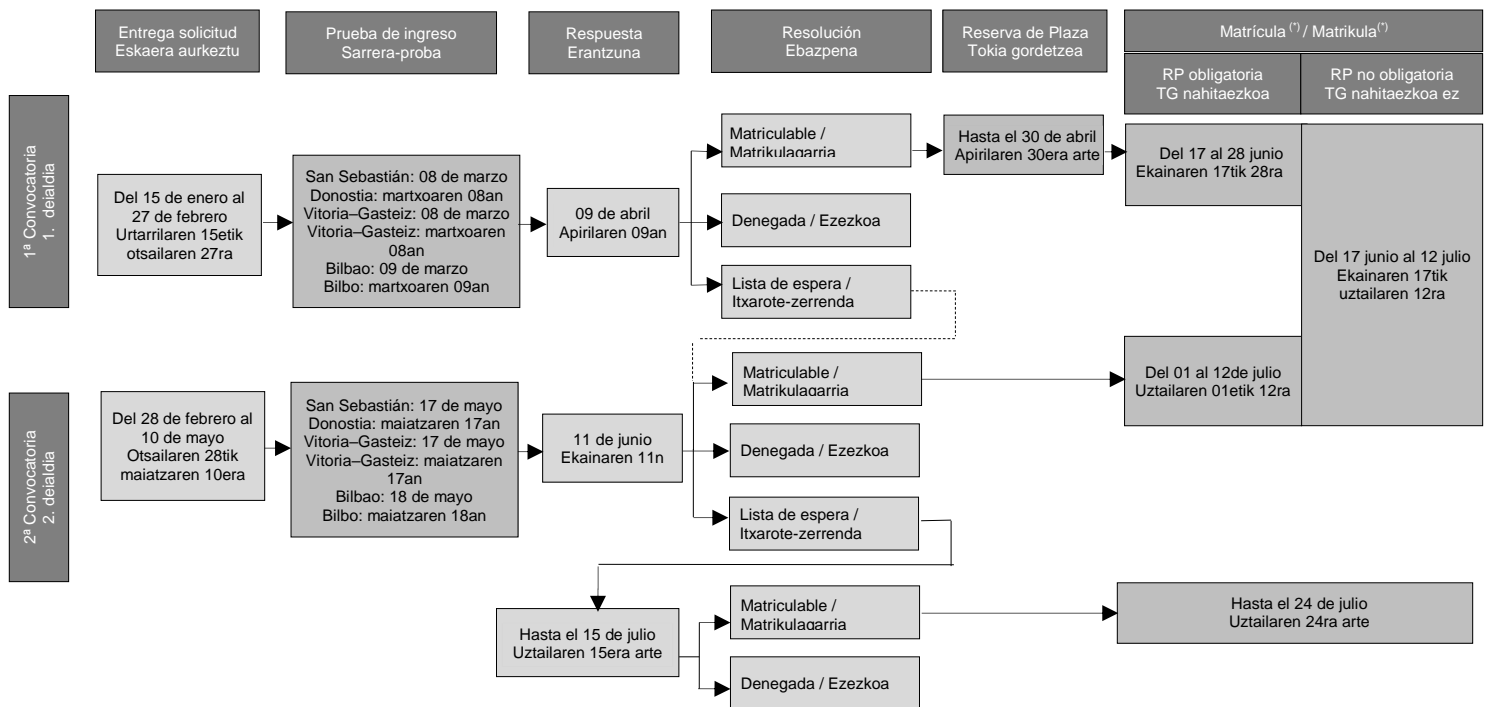 Entrega solicitud
Eskaera aurkeztu
Prueba de ingreso
Sarrera-proba
Respuesta
Erantzuna
Resolución
Ebazpena
Reserva de Plaza
Tokia gordetzea
Matrícula (*) / Matrikula(*)
RP obligatoria
TG nahitaezkoa
RP no obligatoria
TG nahitaezkoa ez
1ª Convocatoria
1. deialdia
Del 15 de enero al
27 de febrero
Urtarrilaren 15etik
otsailaren 27ra
San Sebastián: 08 de marzo
Donostia: martxoaren 08an
Vitoria–Gasteiz: 08 de marzo
Vitoria–Gasteiz: martxoaren
08an
Bilbao: 09 de marzo
Bilbo: martxoaren 09an
09 de abril
Apirilaren 09an
Matriculable /
Matrikulagarria
Denegada / Ezezkoa
Lista de espera /
Itxarote-zerrenda
Hasta el 30 de abril
Apirilaren 30era arte
Del 17 al 28 junio
Ekainaren 17tik 28ra
Del 17 junio al 12 julio
Ekainaren 17tik
uztailaren 12ra
2ª Convocatoria
2. deialdia
Del 28 de febrero al
10 de mayo
Otsailaren 28tik
maiatzaren 10era
San Sebastián: 17 de mayo
Donostia: maiatzaren 17an
Vitoria–Gasteiz: 17 de mayo
Vitoria–Gasteiz: maiatzaren
17an
Bilbao: 18 de mayo
Bilbo: maiatzaren 18an
11 de junio
Ekainaren 11n
Matriculable /
Matrikulagarria
Denegada / Ezezkoa
Lista de espera /
Itxarote-zerrenda
Del 01 al 12de julio
Uztailaren 01etik 12ra
Hasta el 15 de julio
Uztailaren 15era arte
Matriculable /
Matrikulagarria
Denegada / Ezezkoa
Hasta el 24 de julio
Uztailaren 24ra arte